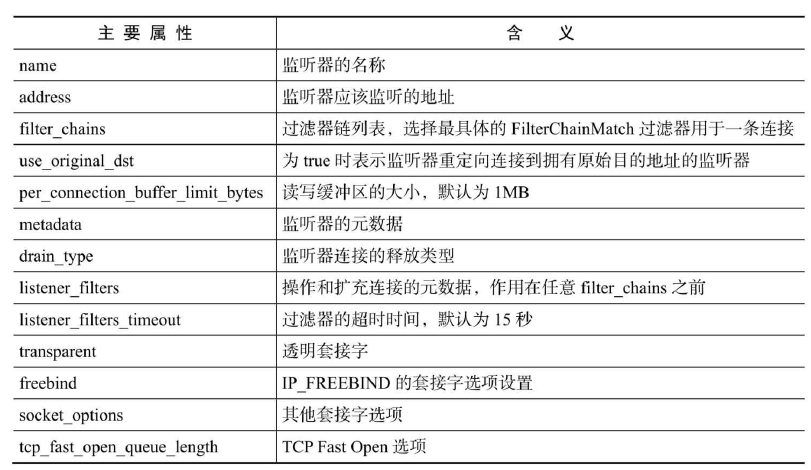 主要属性 含义
name 监听器的名称
address 监听器应该监听的地址
filter_chains 过滤器链列表，选择最具体的 FilterChainMatch 过滤器用于一条连接
use_original_dst 为 true 时表示监听器重定向连接到拥有原始目的地址的监听器
per_connection_buffer_limit_bytes 读写缓冲区的大小，默认为 1MB
metadata 监听器的元数据
drain_type 监听器连接的释放类型
listener_filters 操作和扩充连接的元数据，作用在任意 filter_chains 之前
listener_filters_timeout 过滤器的超时时间，默认为 15 秒
transparent 透明套接字
freebind IP_FREEBIND 的套接字选项设置
socket_options 其他套接字选项
tcp_fast_open_queue_length TCP Fast Open 选项